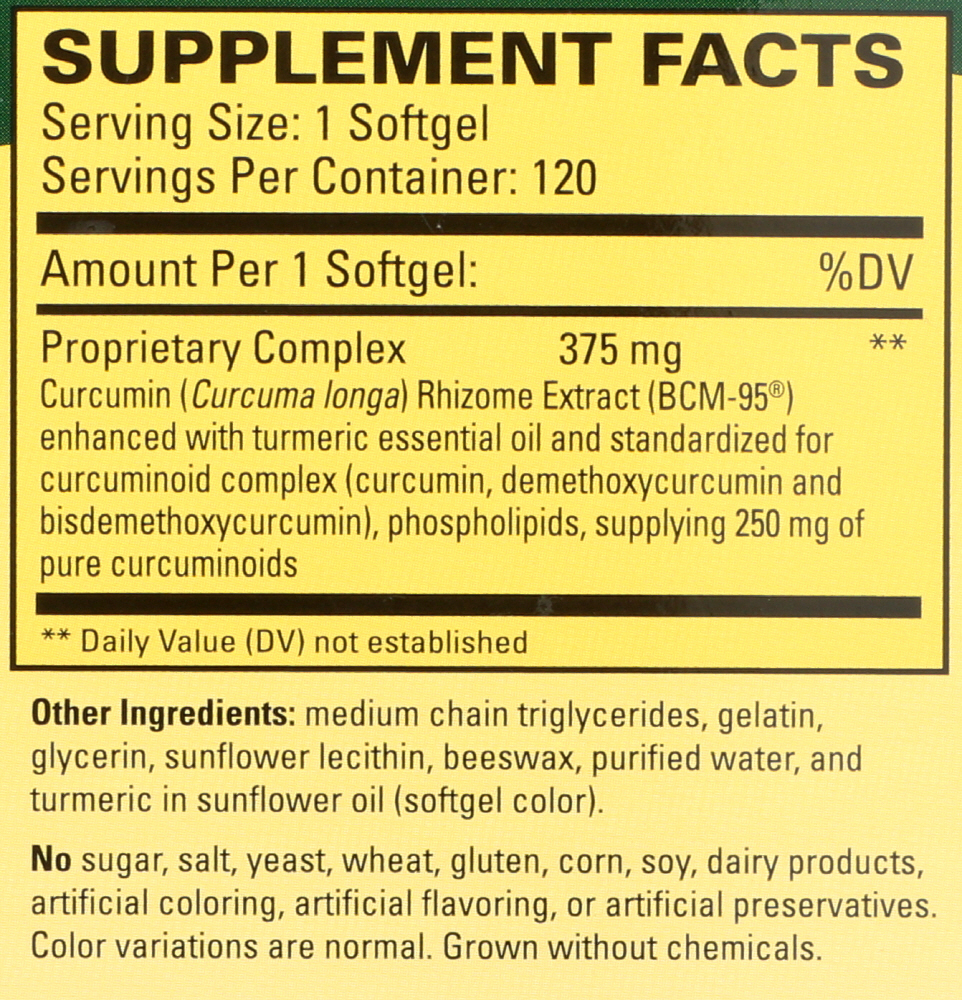 SUPPLEMENT FACTS
Serving Size: 1 Softgel
Servings Per Container: 120
Amount Per 1 Softgel: %DV
Proprietary Complex 375 mg **
Curcumin (Curcuma longa) Rhizome Extract (BCM-95®)
enhanced with turmeric essential oil and standardized for
curcuminoid complex (curcumin, demethoxycurcumin and
bisdemethoxycurcumin), phospholipids, supplying 250 mg of
pure curcuminoids
** Daily Value (DV) not established
Other Ingredients: medium chain triglycerides, gelatin,
glycerin, sunflower lecithin, beeswax, purified water, and
turmeric in sunflower oil (softgel color).
No sugar, salt, yeast, wheat, gluten, corn, soy, dairy products,
artificial coloring, artificial flavoring, or artificial preservatives.
Color variations are normal. Grown without chemicals.